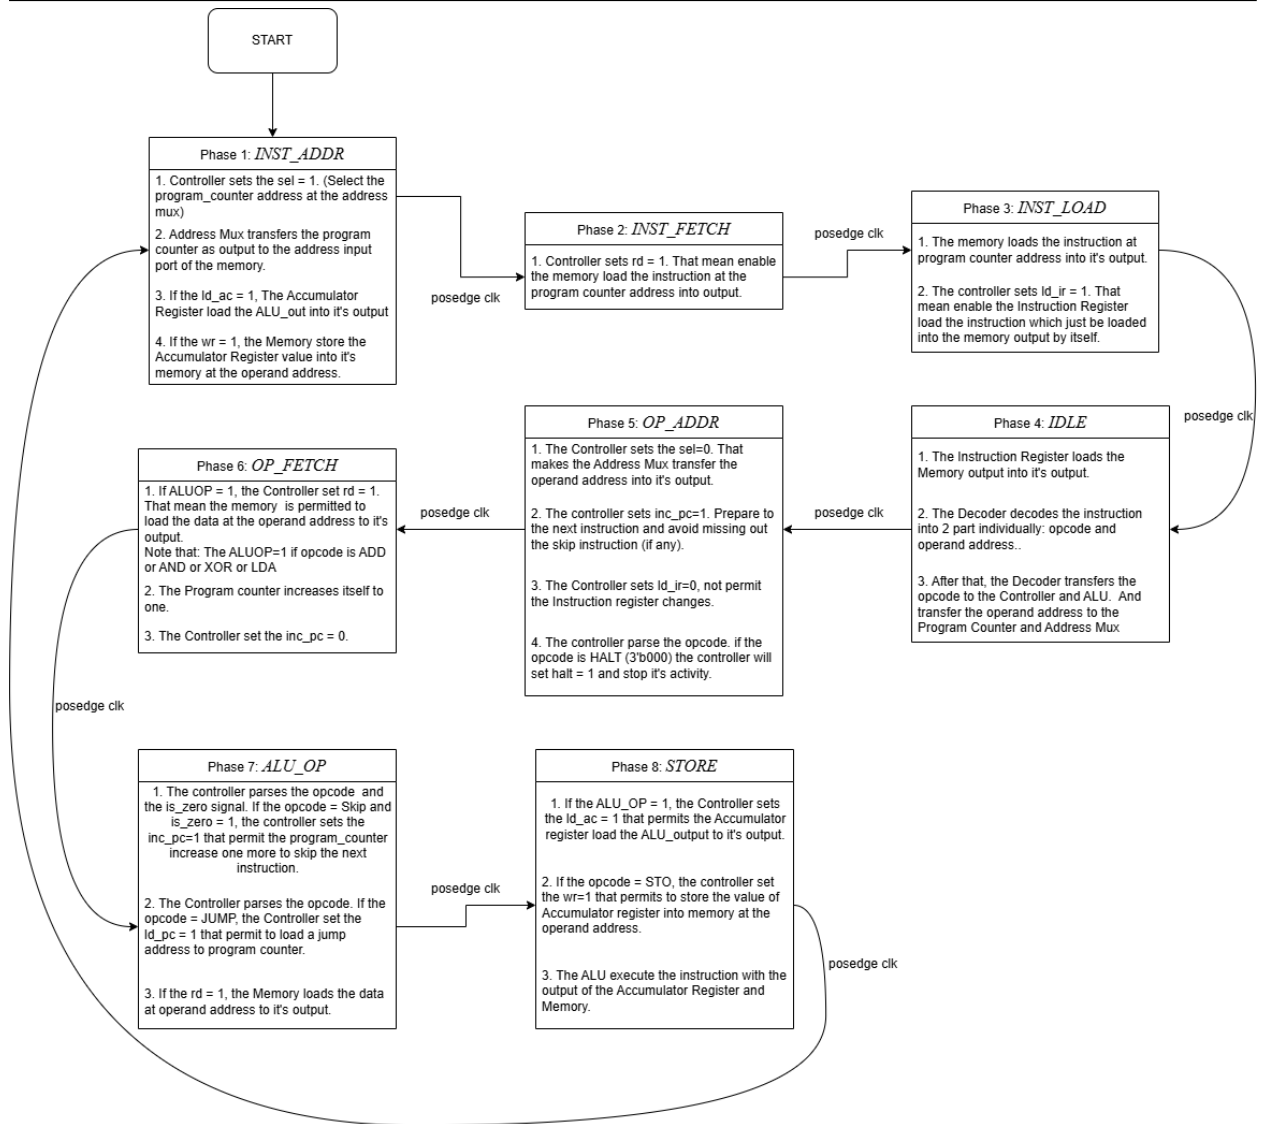 START
Phase 1: INST_ADDR
1. Controller sets the sel = 1. (Select the
program_counter address at the address
mux)
2. Address Mux transfers the program
counter as output to the address input
port of the memory.
3. If the ld_ac = 1, The Accumulator
Register load the ALU_out into it's output
4. If the wr = 1, the Memory store the
Accumulator Register value into it's
memory at the operand address.
posedge clk
Phase 2: INST_FETCH
1. Controller sets rd = 1. That mean enable
the memory load the instruction at the
program counter address into output.
posedge clk
Phase 3: INST_LOAD
1. The memory loads the instruction at
program counter address into it's output.
2. The controller sets ld_ir = 1. That
mean enable the Instruction Register
load the instruction which just be loaded
into the memory output by itself.
posedge clk
Phase 4: IDLE
1. The Instruction Register loads the
Memory output into it's output.
2. The Decoder decodes the instruction
into 2 part individually: opcode and
operand address..
3. After that, the Decoder transfers the
opcode to the Controller and ALU. And
transfer the operand address to the
Program Counter and Address Mux
posedge clk
Phase 5: OP_ADDR
1. The Controller sets the sel=0. That
makes the Address Mux transfer the
operand address into it's output.
2. The controller sets inc_pc=1. Prepare to
the next instruction and avoid missing out
the skip instruction (if any).
3. The Controller sets ld_ir=0, not permit
the Instruction register changes.
4. The controller parse the opcode. if the
opcode is HALT (3'b000) the controller will
set halt = 1 and stop it's activity.
posedge clk
Phase 6: OP_FETCH
1. If ALUOP = 1, the Controller set rd = 1.
That mean the memory is permitted to
load the data at the operand address to it's
output.
Note that: The ALUOP=1 if opcode is ADD
or AND or XOR or LDA
2. The Program counter increases itself to
one.
3. The Controller set the inc_pc = 0.
posedge clk
Phase 7: ALU_OP
1. The controller parses the opcode and
the is_zero signal. If the opcode = Skip and
is_zero = 1, the controller sets the
inc_pc=1 that permit the program_counter
increase one more to skip the next
instruction.
2. The Controller parses the opcode. If the
opcode = JUMP, the Controller set the
ld_pc = 1 that permit to load a jump
address to program counter.
3. If the rd = 1, the Memory loads the data
at operand address to it's output.
posedge clk
Phase 8: STORE
1. If the ALU_OP = 1, the Controller sets
the ld_ac = 1 that permits the Accumulator
register load the ALU_output to it's output.
2. If the opcode = STO, the controller set
the wr=1 that permits to store the value of
Accumulator register into memory at the
operand address.
3. The ALU execute the instruction with the
output of the Accumulator Register and
Memory.
posedge clk